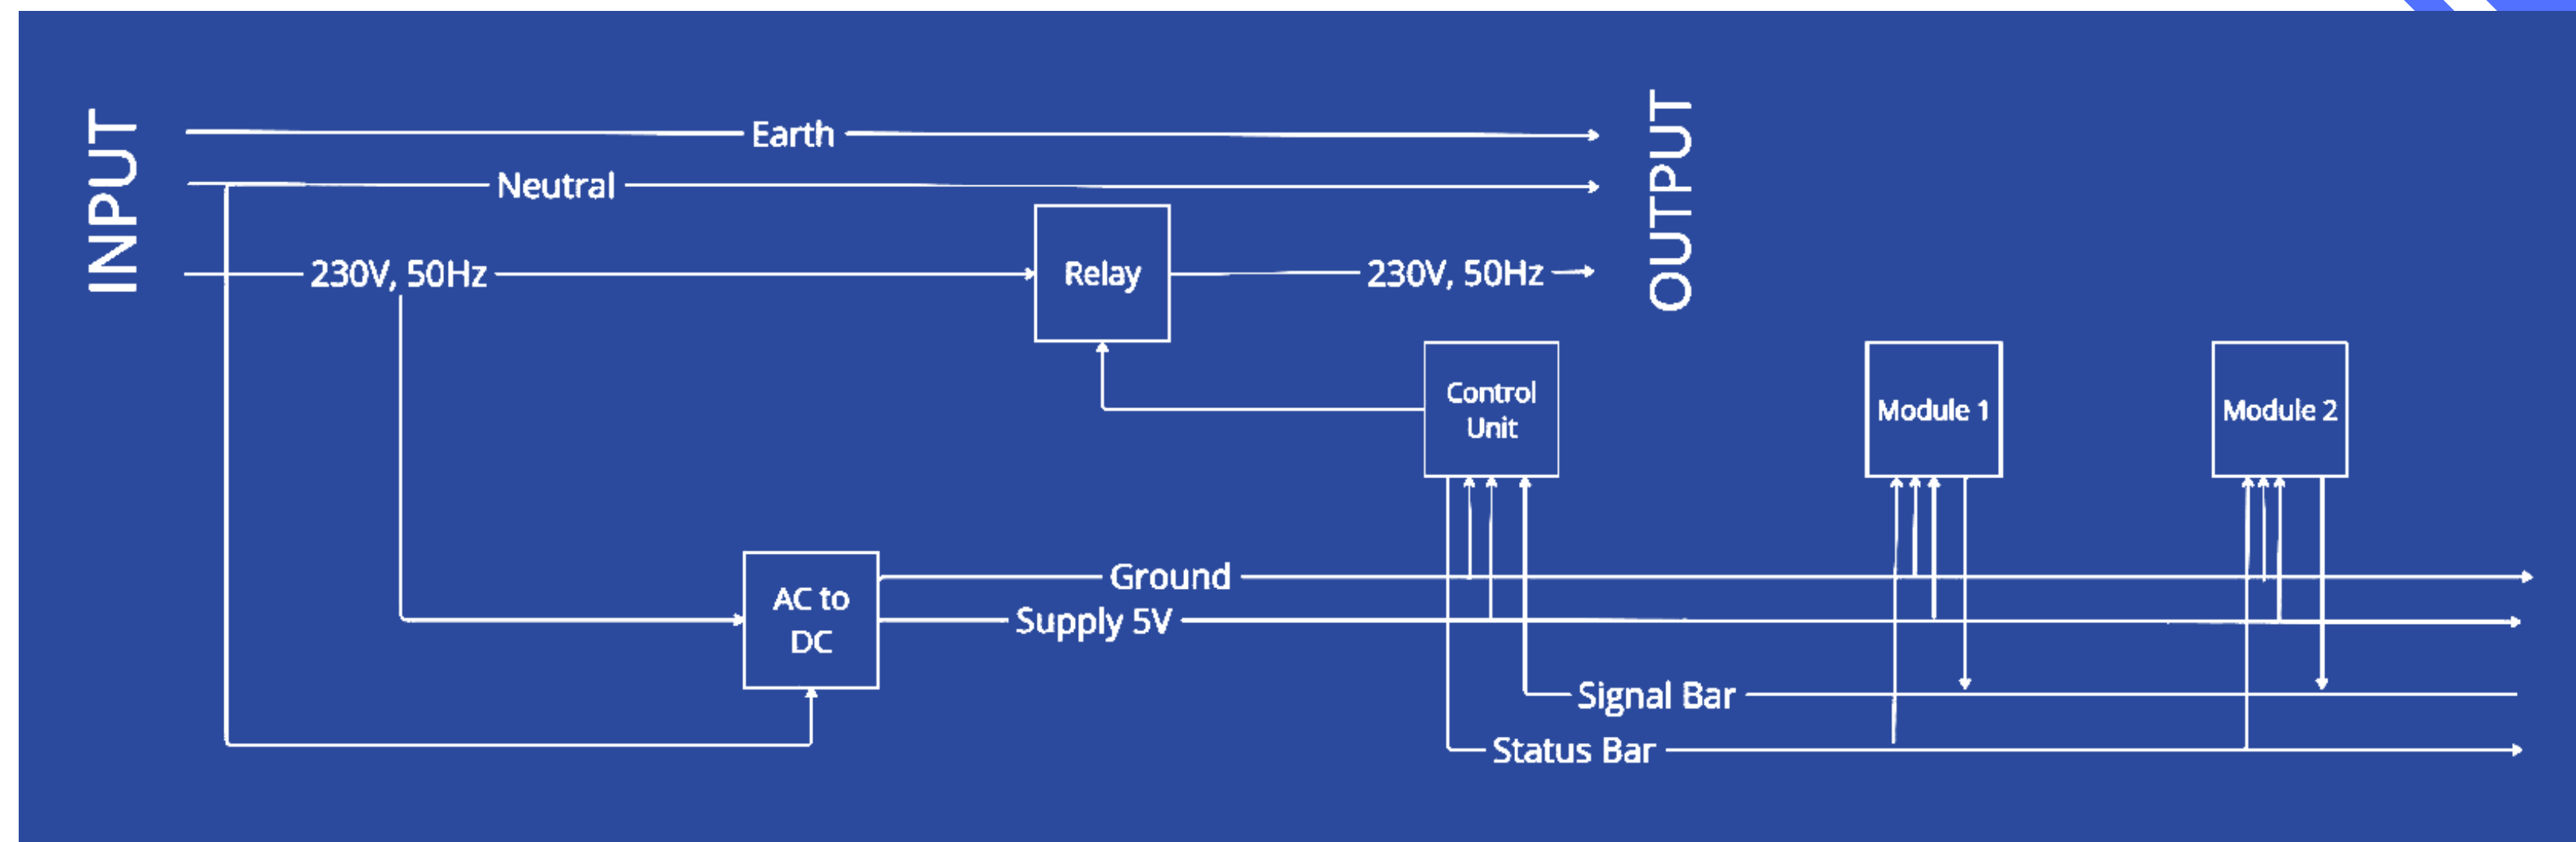 INPUT
Earth
OUTPUT
Neutral
230V, 50Hz
Relay
230V, 50Hz
Control
Unit
Module 1
Module 2
AC to
DC
Ground
Supply 5V
Signal Bar
Status Bar